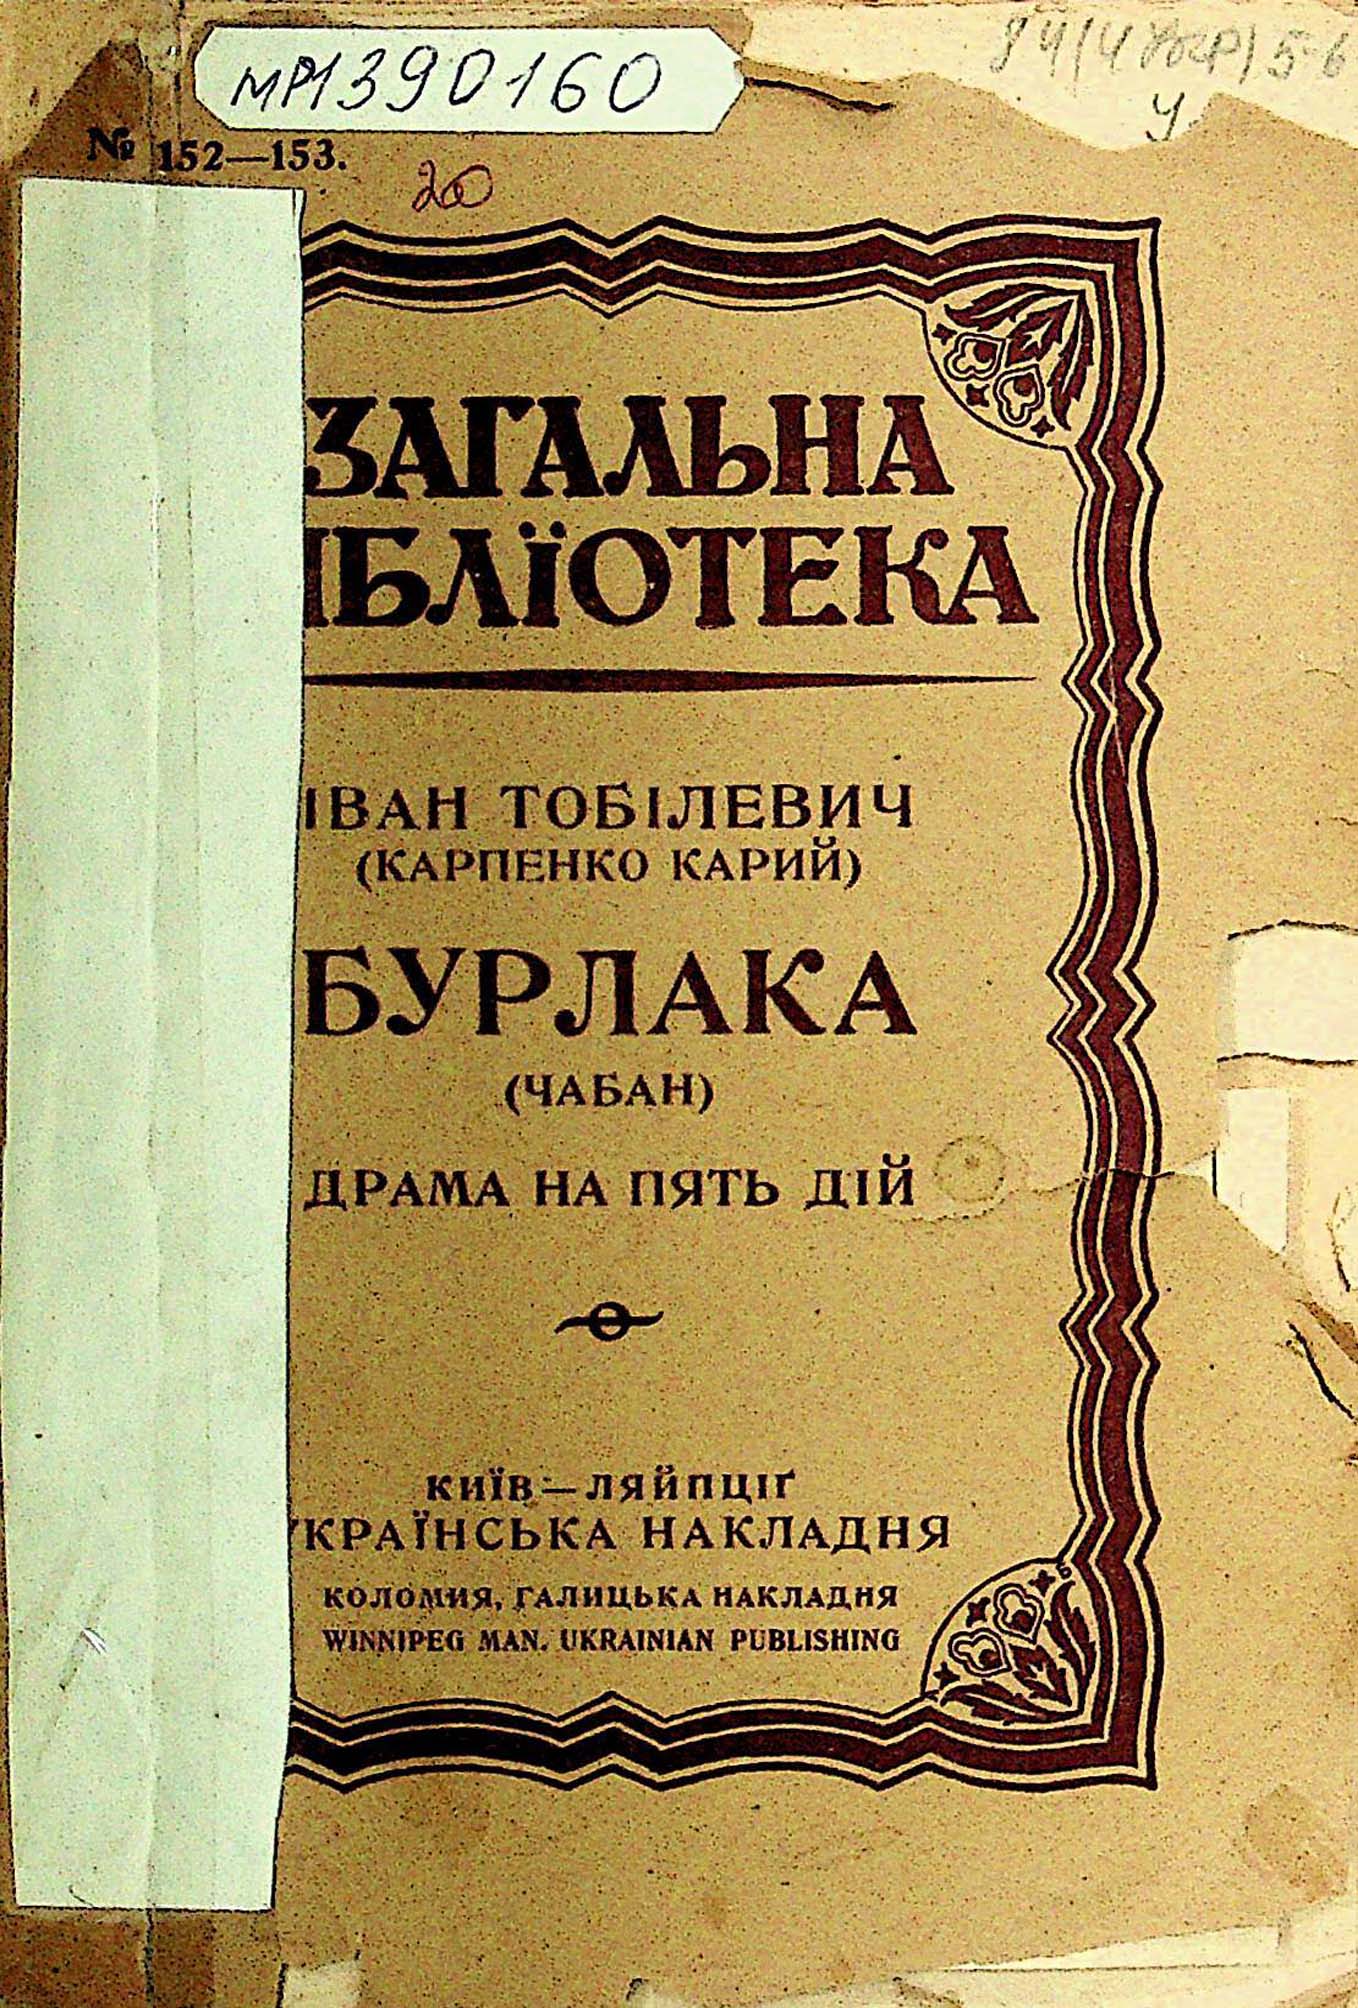 МР1390160
84(4УКР)5-6
У
№ 152—153.
20
ЗАГАЛЬНА
ІБЛЇОТЕКА
ІВАН ТОБІЛЕВИЧ
(КАРПЕНКО КАРИЙ)
БУРЛАКА
(ЧАБАН)
ДРАМА НА ПЯТЬ ДІЙ
КИЇВ—ЛЯЙПЦІҐ
УКРАЇНСЬКА НАКЛАДНЯ
КОЛОМИЯ, ГАЛИЦЬКА НАКЛАДНЯ
WINNIPEG MAN. UKRAINIAN PUBLISHING